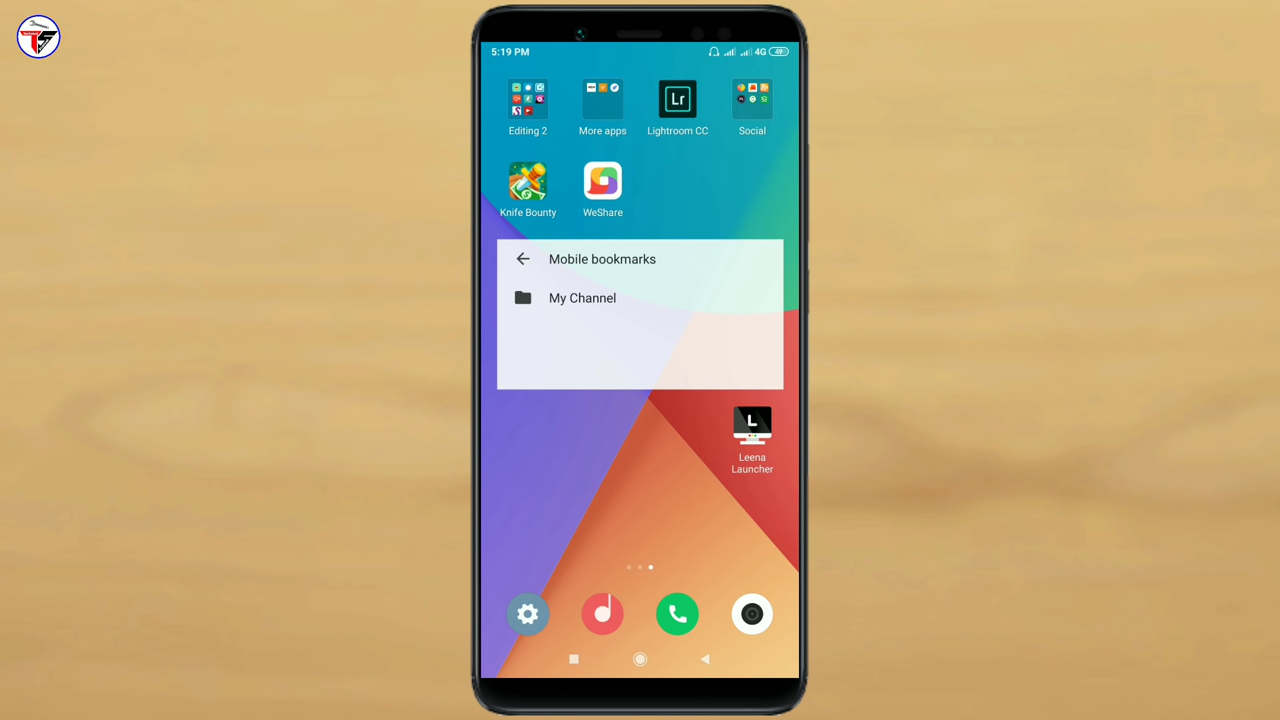 5:19 PM
4G
49
Editing 2
More apps
Lightroom CC
Social
Lr
Knife Bounty
WeShare
Mobile bookmarks
My Channel
L
Leena
Launcher